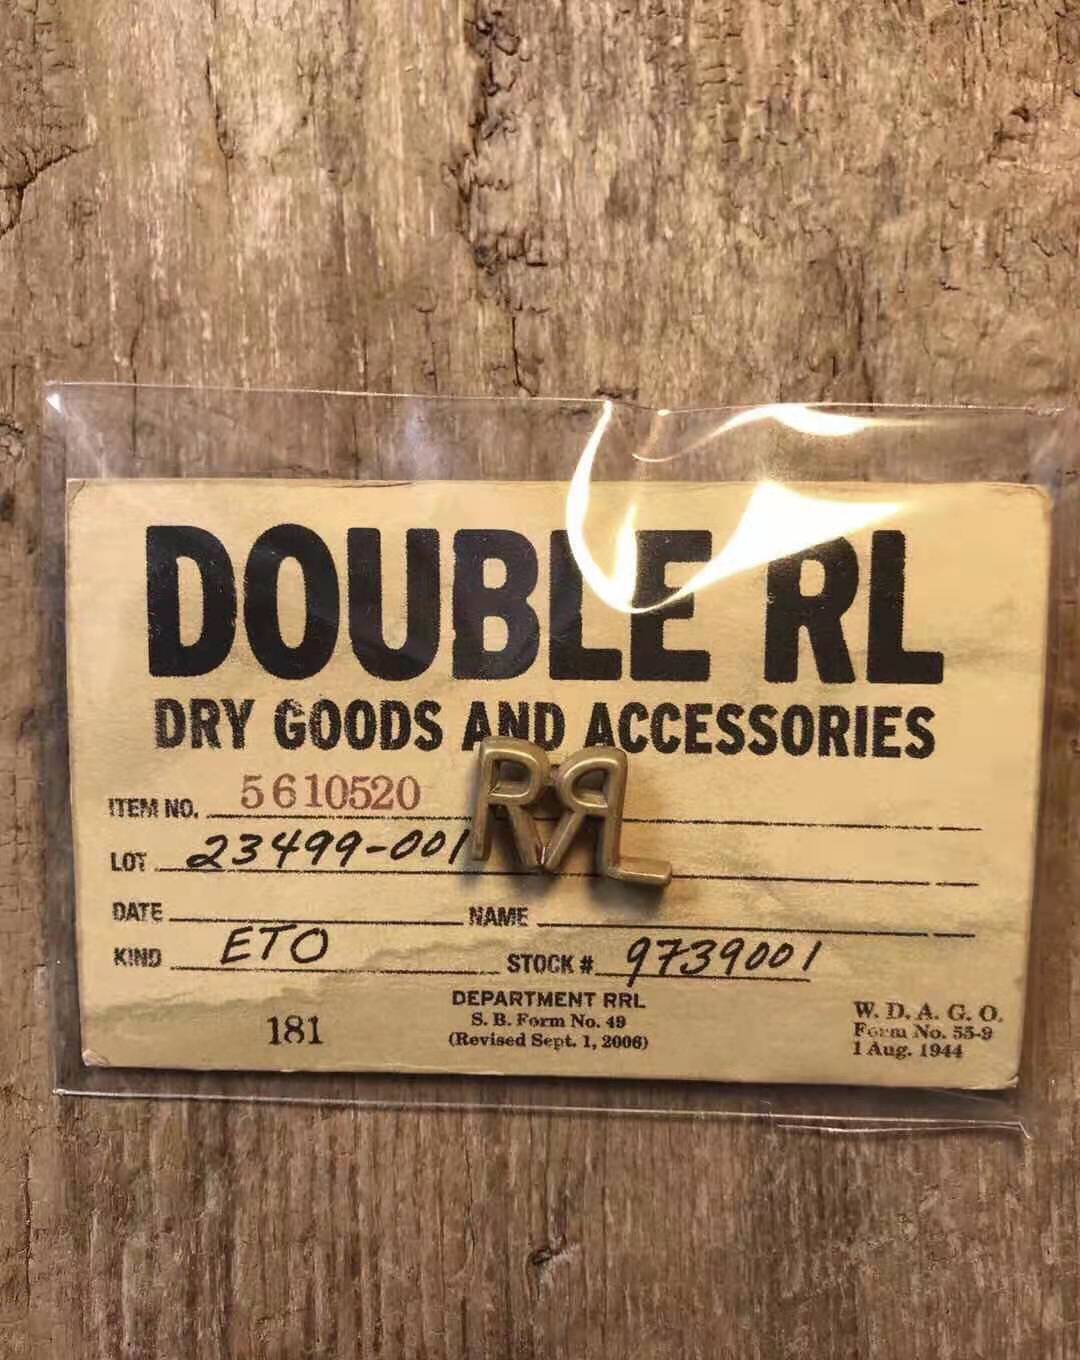 DOUBLE RL
DRY GOODS AND ACCESSORIES
ITEM NO. 5610520
LOT 23499-001
RRL
DATE NAME
KIND ETO STOCK # 9739001
181
DEPARTMENT RRL
S. B. Form No. 49
(Revised Sept. 1, 2006)
W. D. A. G. O.
Form No. 55-9
1 Aug. 1944